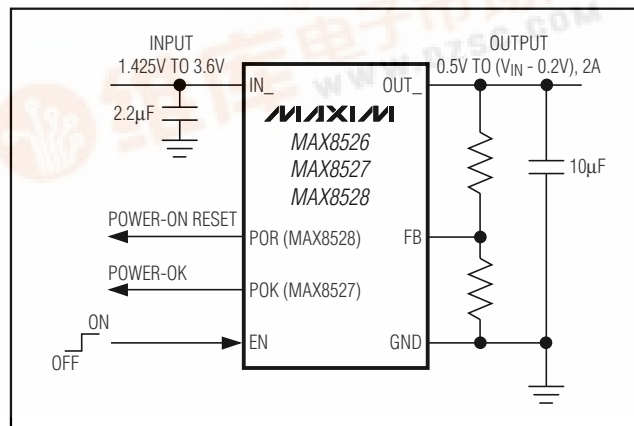 INPUT
1.425V TO 3.6V
OUTPUT
0.5V TO (VIN - 0.2V), 2A
IN_
OUT_
2.2µF
MAXIM
MAX8526
MAX8527
MAX8528
10µF
POWER-ON RESET
POR (MAX8528)
FB
POWER-OK
POK (MAX8527)
ON
OFF
EN
GND